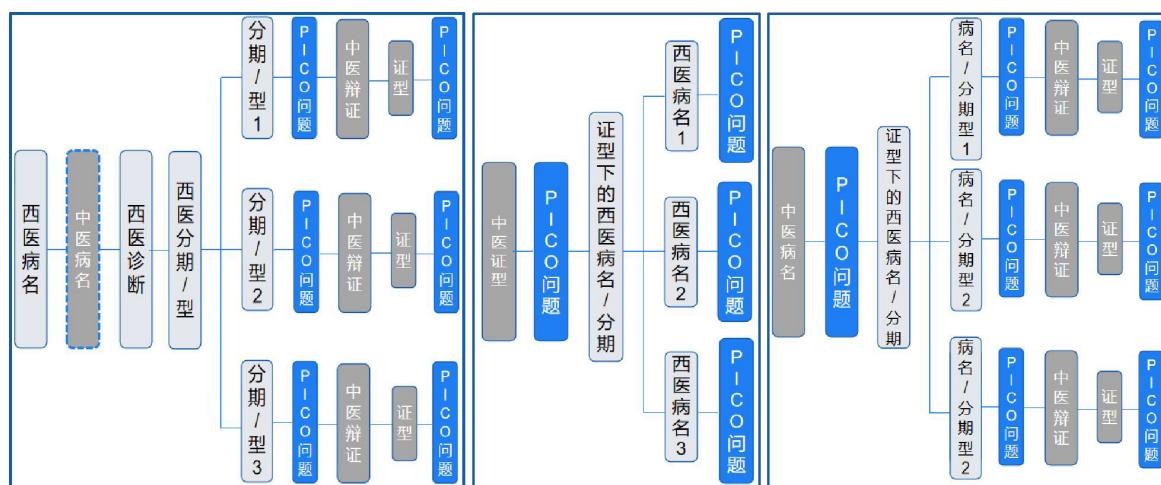 西医病名
中医病名
西医诊断
西医分期/型
分期/型1
PICO问题
中医辩证
证型
PICO问题
分期/型2
PICO问题
中医辩证
证型
PICO问题
分期/型3
PICO问题
中医辩证
证型
PICO问题
中医证型
PICO问题
证型下的西医病名/分期
西医病名1
PICO问题
西医病名2
PICO问题
西医病名3
PICO问题
中医病名
PICO问题
证型下的西医病名/分期
病名/分期型1
PICO问题
中医辩证
证型
PICO问题
病名/分期型2
PICO问题
中医辩证
证型
PICO问题
病名/分期型2
PICO问题
中医辩证
证型
PICO问题